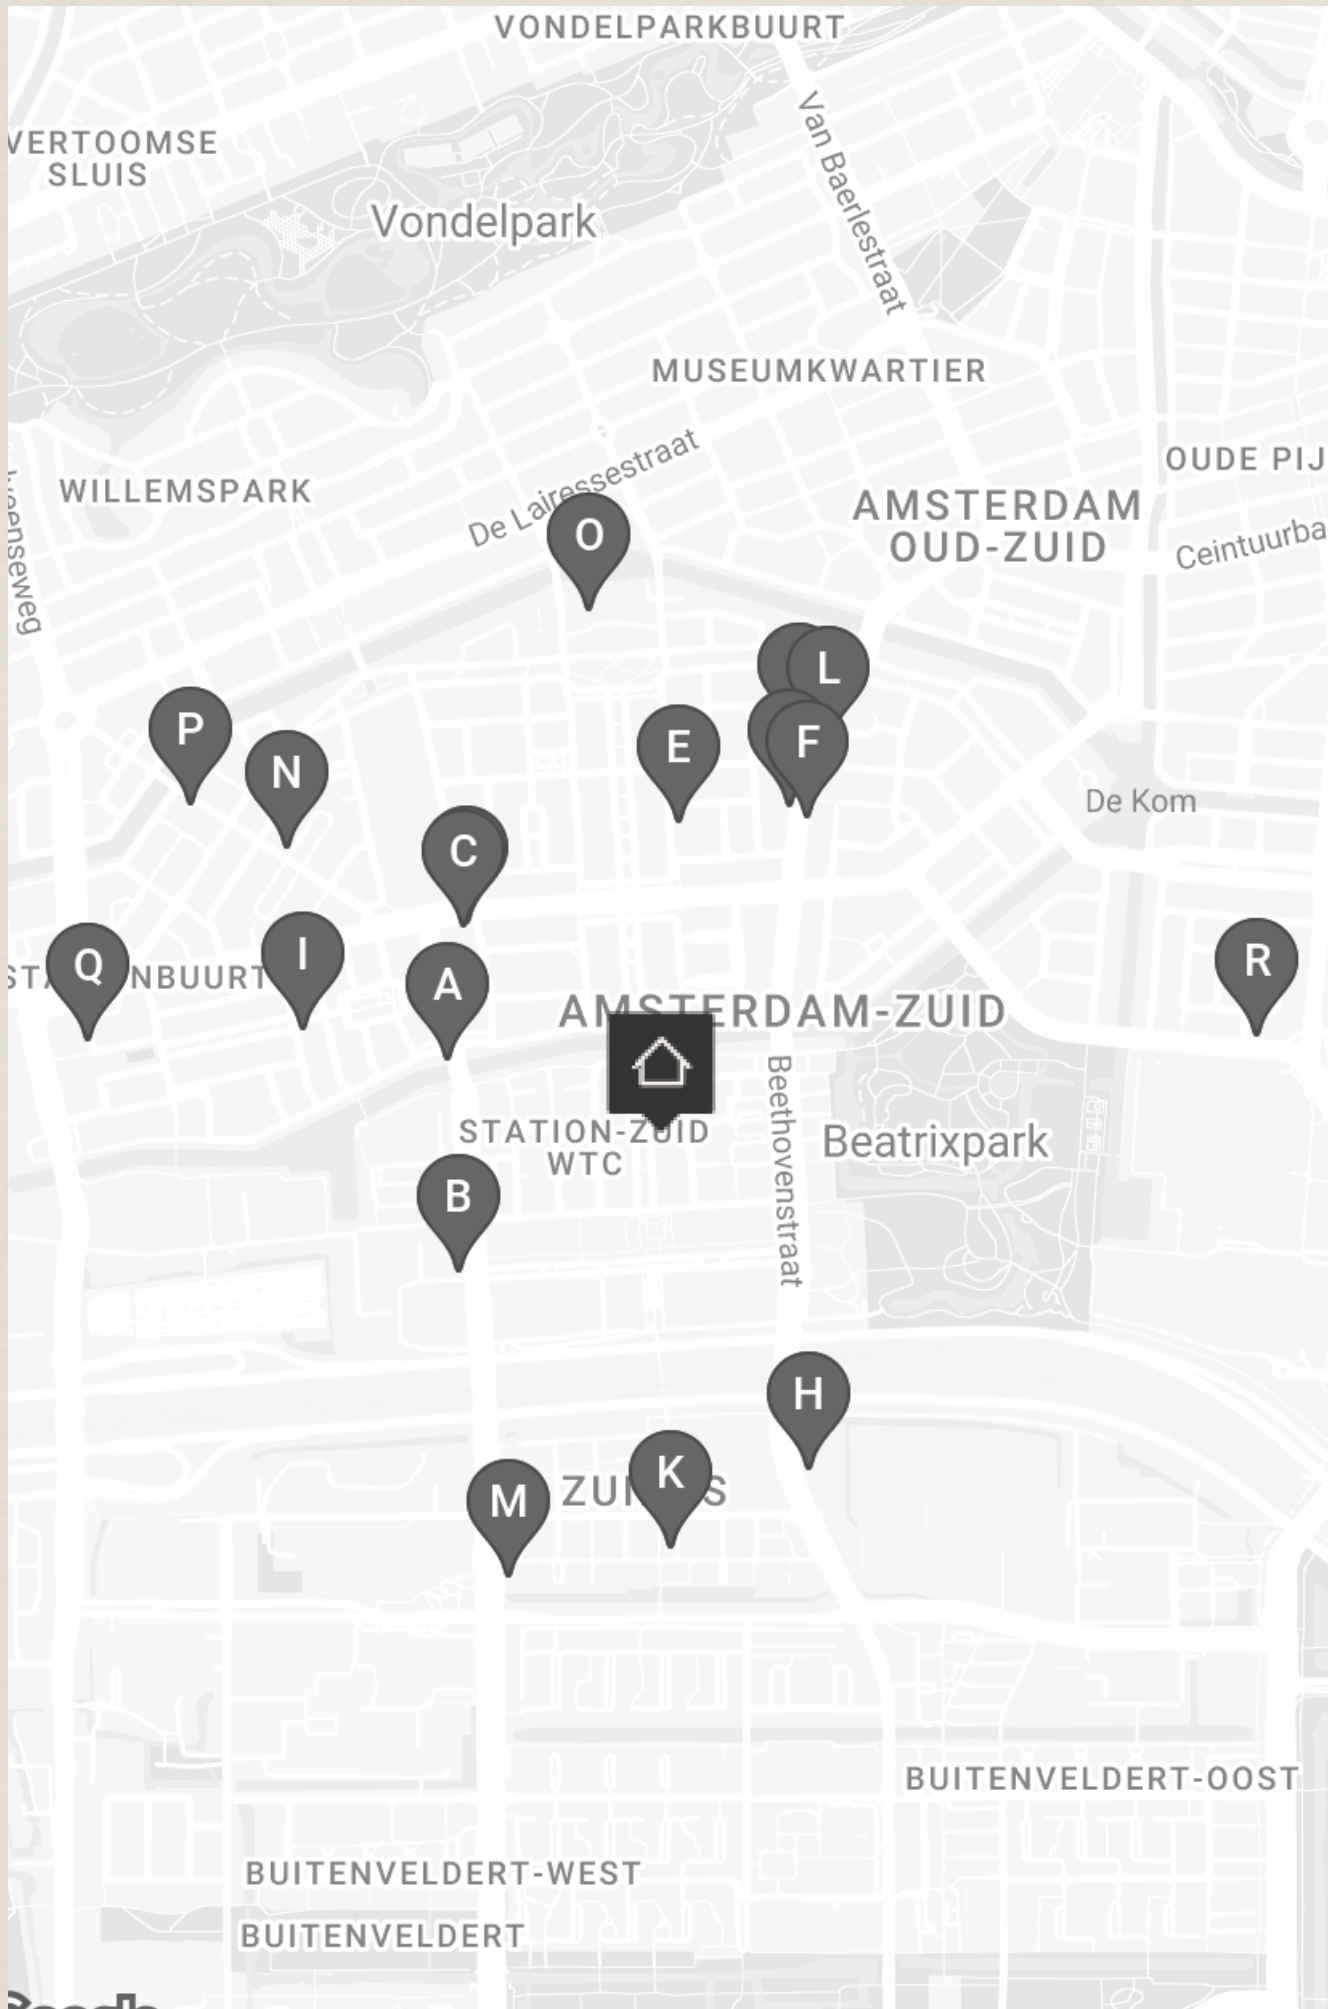 VONDELPARKBUURT
Van Baerlestraat
VERTOOMSE
SLUIS
Vondelpark
MUSEUMKWARTIER
De Lairessestraat
OUDE PIJ
WILLEMSPARK
AMSTERDAM
OUD-ZUID
Ceintuurba
O
L
P
E
F
N
De Kom
C
Q
I
A
R
NBUURT
AMSTERDAM-ZUID
Beethovenstraat
STATION-ZUID
WTC
Beatrixpark
B
H
K
M
BUITENVELDERT-OOST
BUITENVELDERT-WEST
BUITENVELDERT